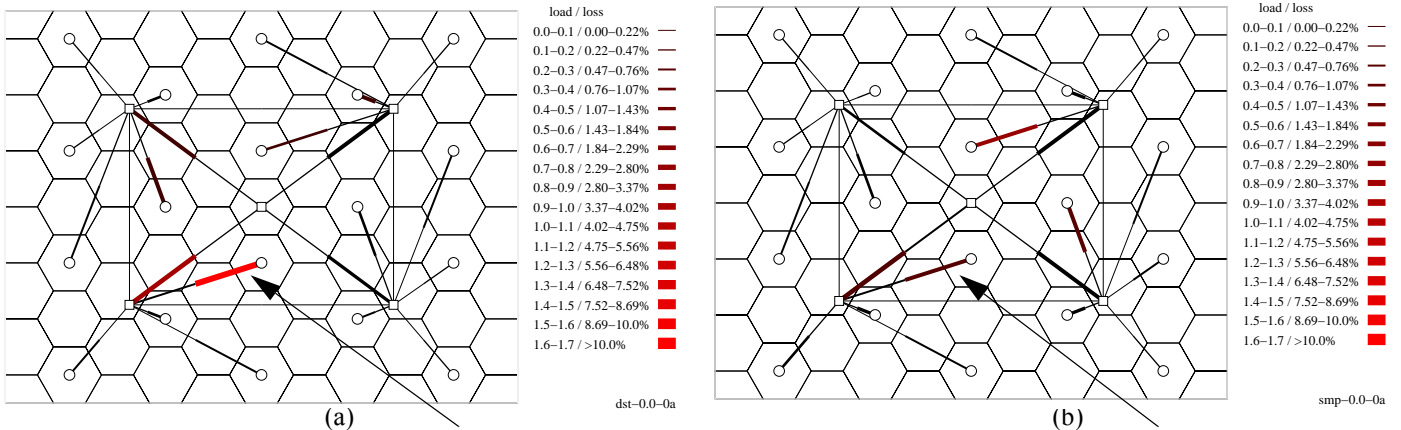 load / loss
0.0–0.1 / 0.00–0.22%
0.1–0.2 / 0.22–0.47%
0.2–0.3 / 0.47–0.76%
0.3–0.4 / 0.76–1.07%
0.4–0.5 / 1.07–1.43%
0.5–0.6 / 1.43–1.84%
0.6–0.7 / 1.84–2.29%
0.7–0.8 / 2.29–2.80%
0.8–0.9 / 2.80–3.37%
0.9–1.0 / 3.37–4.02%
1.0–1.1 / 4.02–4.75%
1.1–1.2 / 4.75–5.56%
1.2–1.3 / 5.56–6.48%
1.3–1.4 / 6.48–7.52%
1.4–1.5 / 7.52–8.69%
1.5–1.6 / 8.69–10.0%
1.6–1.7 / >10.0%
dst–0.0–0a
(a)
load / loss
0.0–0.1 / 0.00–0.22%
0.1–0.2 / 0.22–0.47%
0.2–0.3 / 0.47–0.76%
0.3–0.4 / 0.76–1.07%
0.4–0.5 / 1.07–1.43%
0.5–0.6 / 1.43–1.84%
0.6–0.7 / 1.84–2.29%
0.7–0.8 / 2.29–2.80%
0.8–0.9 / 2.80–3.37%
0.9–1.0 / 3.37–4.02%
1.0–1.1 / 4.02–4.75%
1.1–1.2 / 4.75–5.56%
1.2–1.3 / 5.56–6.48%
1.3–1.4 / 6.48–7.52%
1.4–1.5 / 7.52–8.69%
1.5–1.6 / 8.69–10.0%
1.6–1.7 / >10.0%
smp–0.0–0a
(b)